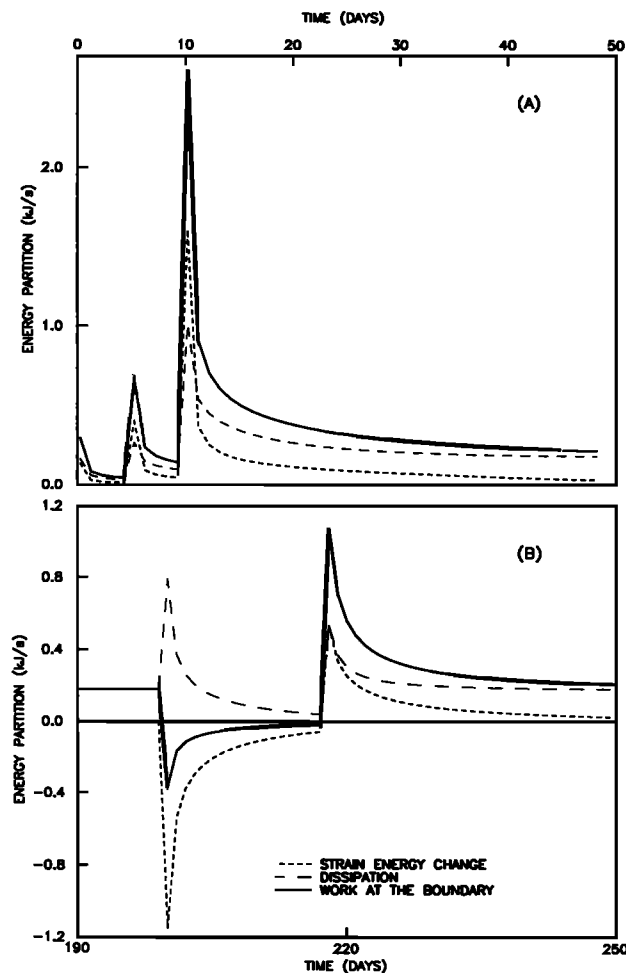 TIME (DAYS)
0 10 20 30 40 50
(A)
2.0
1.0
0.0
ENERGY PARTITION (kJ/s)
1.2
(B)
0.8
0.4
0.0
-0.4
-0.8
-1.2
ENERGY PARTITION (kJ/s)
STRAIN ENERGY CHANGE
DISSIPATION
WORK AT THE BOUNDARY
190 220 250
TIME (DAYS)